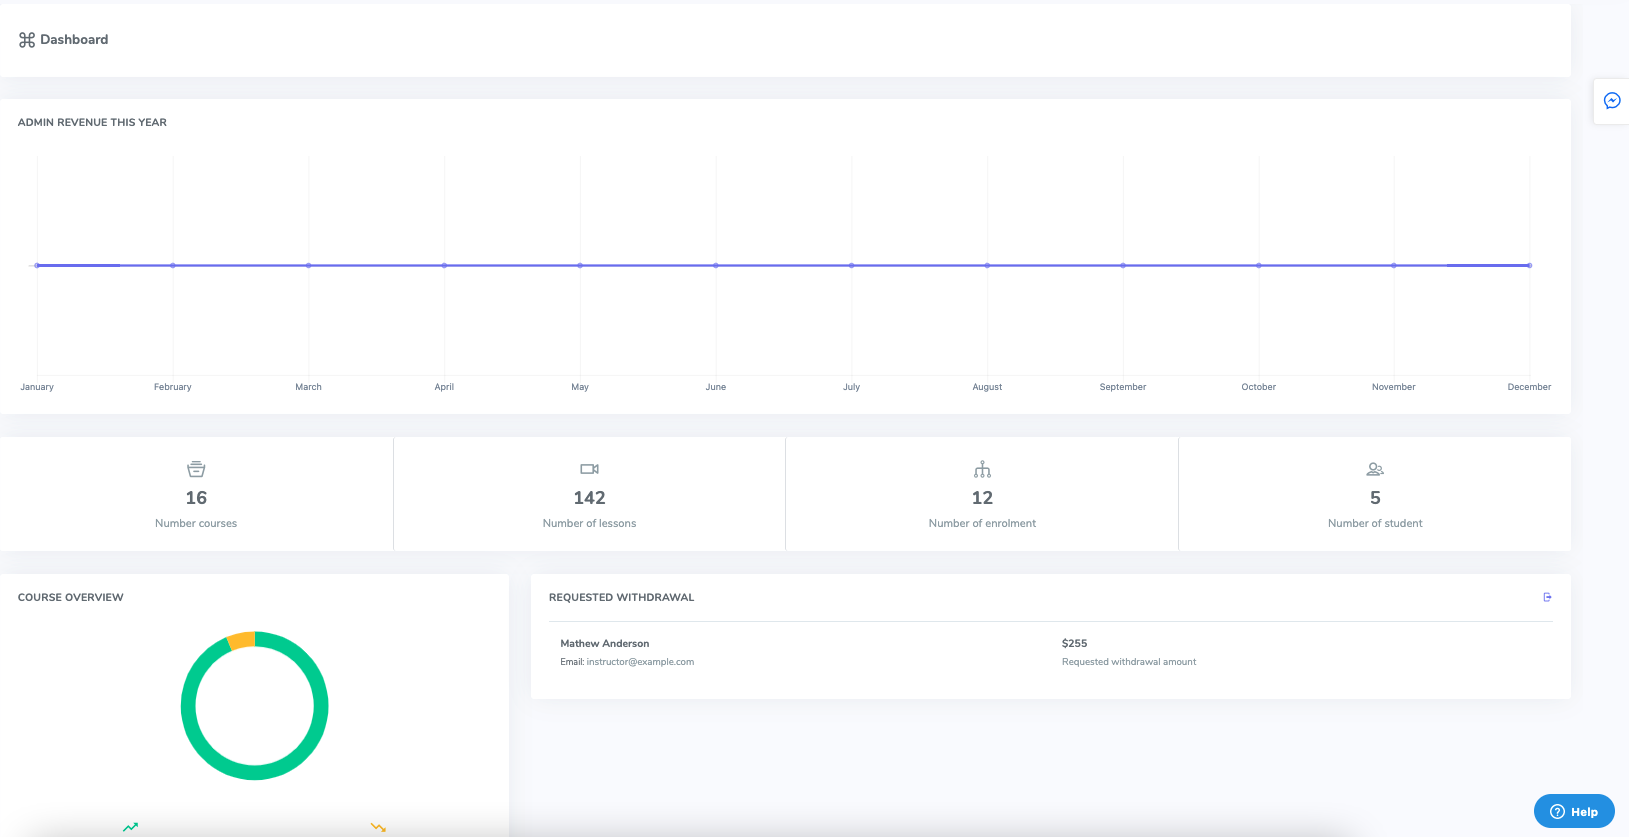 Dashboard
ADMIN REVENUE THIS YEAR
January February March April May June July August September October November December
16
Number courses
142
Number of lessons
12
Number of enrolment
5
Number of student
COURSE OVERVIEW
REQUESTED WITHDRAWAL
Mathew Anderson
Email: instructor@example.com
$255
Requested withdrawal amount
Help